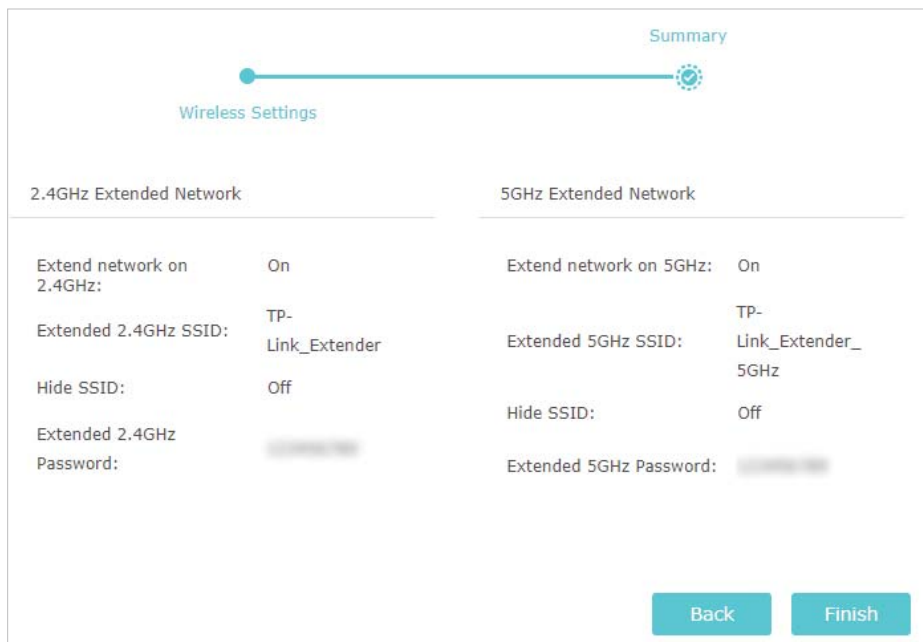 Summary
Wireless Settings
2.4GHz Extended Network
Extend network on
2.4GHz:
On
Extended 2.4GHz SSID:
TP-
Link_Extender
Hide SSID:
Off
Extended 2.4GHz
Password:
5GHz Extended Network
Extend network on 5GHz:
On
Extended 5GHz SSID:
TP-
Link_Extender_
5GHz
Hide SSID:
Off
Extended 5GHz Password:
Back
Finish